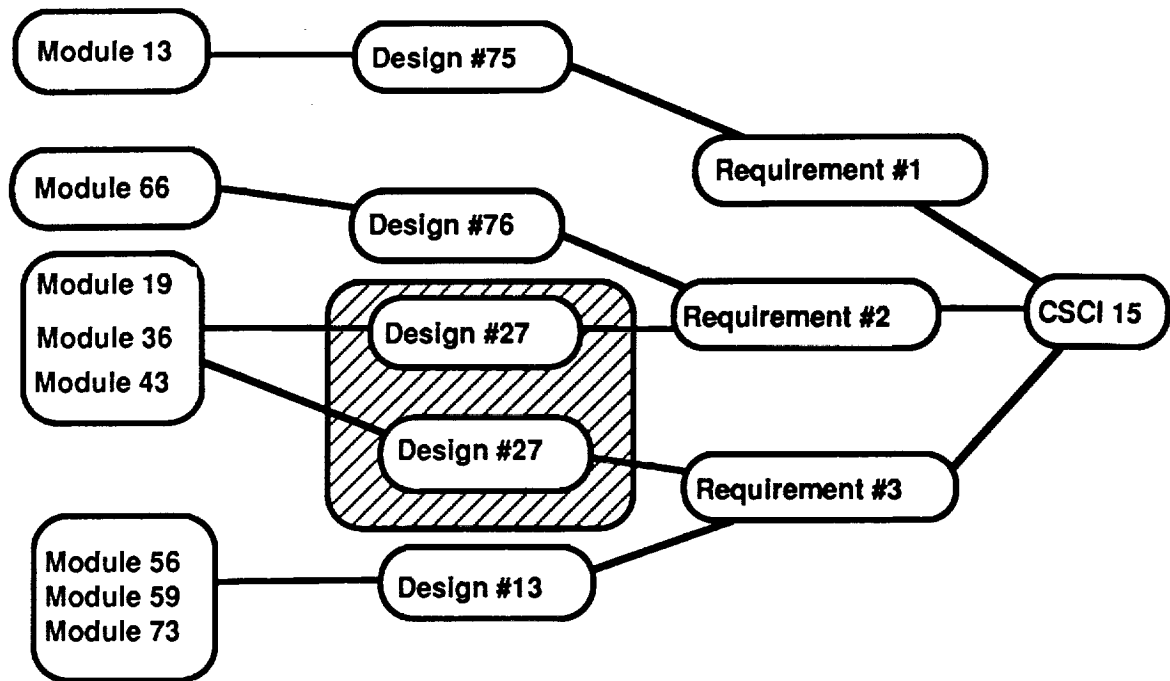 Module 13
Design #75
Requirement #1
Module 66
Design #76
Module 19
Module 36
Module 43
Design #27
Requirement #2
CSCI 15
Design #27
Requirement #3
Module 56
Module 59
Module 73
Design #13